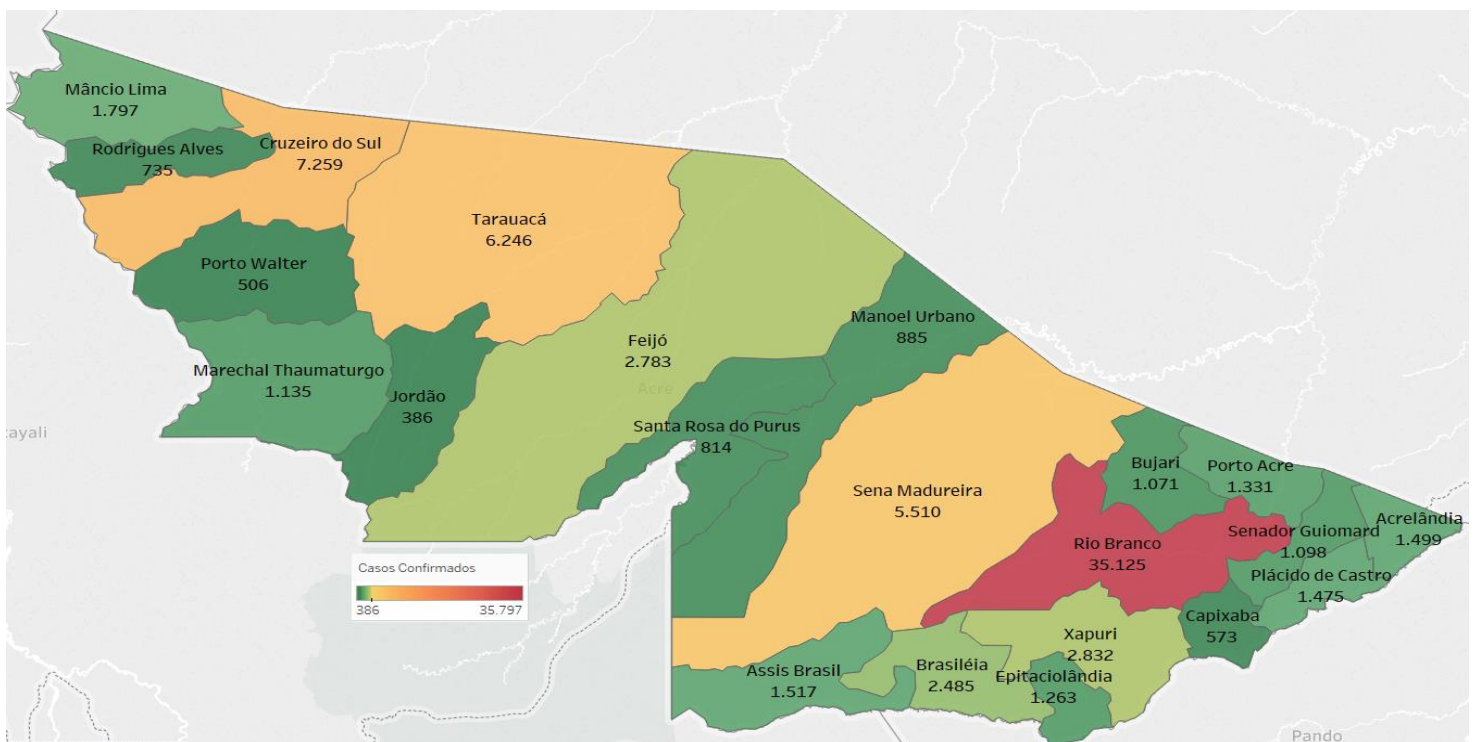 Mâncio Lima
1.797
Rodrigues Alves
735
Cruzeiro do Sul
7.259
Tarauacá
6.246
Porto Walter
506
Marechal Thaumaturgo
1.135
Jordão
386
Feijó
2.783
Acre
Manoel Urbano
885
Santa Rosa do Purus
814
cayali
Sena Madureira
5.510
Bujari
1.071
Porto Acre
1.331
Rio Branco
35.125
Senador Guiomard
1.098
Acrelândia
1.499
Plácido de Castro
1.475
Capixaba
573
Xapuri
2.832
Assis Brasil
1.517
Brasiléia
2.485
Epitaciolândia
1.263
Casos Confirmados
386
35.797
Pando